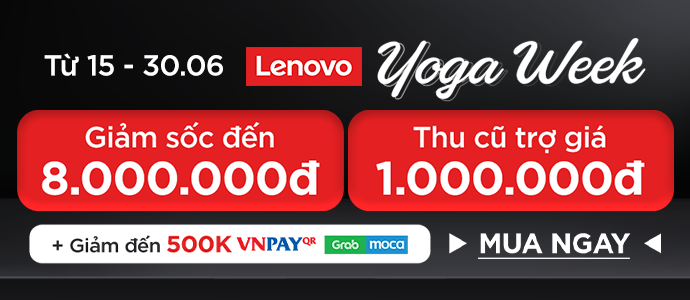 Từ 15 - 30.06 Lenovo Yoga Week
Giảm sốc đến
8.000.000đ
Thu cũ trợ giá
1.000.000đ
+ Giảm đến 500K VNPAYQR Grab moca
MUA NGAY